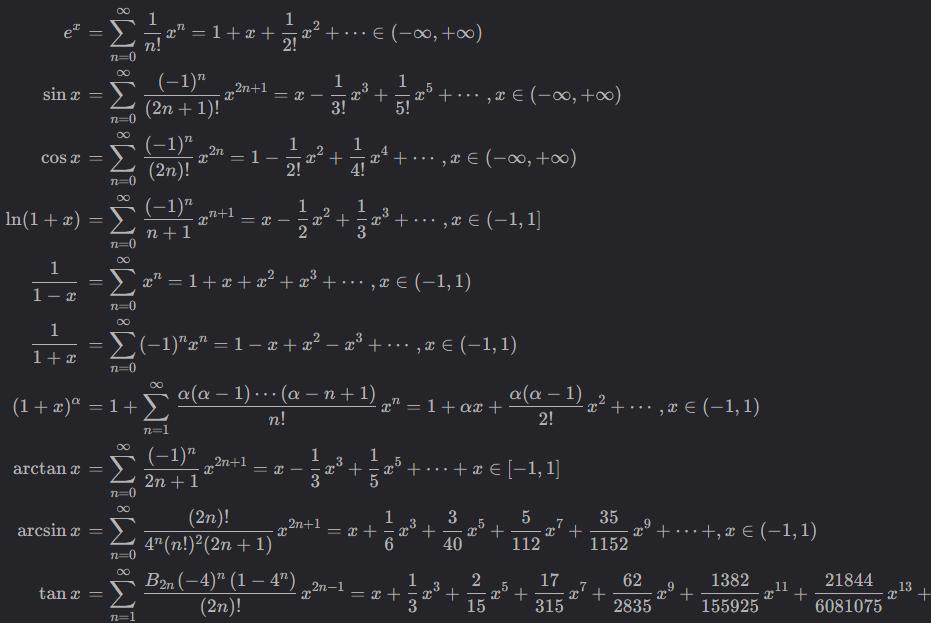 e^x = \sum_{n=0}^{\infty} \frac{1}{n!} x^n = 1 + x + \frac{1}{2!} x^2 + \cdots \in (-\infty, +\infty)
\sin x = \sum_{n=0}^{\infty} \frac{(-1)^n}{(2n+1)!} x^{2n+1} = x - \frac{1}{3!} x^3 + \frac{1}{5!} x^5 + \cdots, x \in (-\infty, +\infty)
\cos x = \sum_{n=0}^{\infty} \frac{(-1)^n}{(2n)!} x^{2n} = 1 - \frac{1}{2!} x^2 + \frac{1}{4!} x^4 + \cdots, x \in (-\infty, +\infty)
\ln(1+x) = \sum_{n=0}^{\infty} \frac{(-1)^n}{n+1} x^{n+1} = x - \frac{1}{2} x^2 + \frac{1}{3} x^3 + \cdots, x \in (-1, 1]
\frac{1}{1-x} = \sum_{n=0}^{\infty} x^n = 1 + x + x^2 + x^3 + \cdots, x \in (-1, 1)
\frac{1}{1+x} = \sum_{n=0}^{\infty} (-1)^n x^n = 1 - x + x^2 - x^3 + \cdots, x \in (-1, 1)
(1+x)^\alpha = 1 + \sum_{n=1}^{\infty} \frac{\alpha(\alpha-1)\cdots(\alpha-n+1)}{n!} x^n = 1 + \alpha x + \frac{\alpha(\alpha-1)}{2!} x^2 + \cdots, x \in (-1, 1)
\arctan x = \sum_{n=0}^{\infty} \frac{(-1)^n}{2n+1} x^{2n+1} = x - \frac{1}{3} x^3 + \frac{1}{5} x^5 + \cdots + x \in [-1, 1]
\arcsin x = \sum_{n=0}^{\infty} \frac{(2n)!}{4^n (n!)^2 (2n+1)} x^{2n+1} = x + \frac{1}{6} x^3 + \frac{3}{40} x^5 + \frac{5}{112} x^7 + \frac{35}{1152} x^9 + \cdots +, x \in (-1, 1)
\tan x = \sum_{n=1}^{\infty} \frac{B_{2n} (-4)^n (1-4^n)}{(2n)!} x^{2n-1} = x + \frac{1}{3} x^3 + \frac{2}{15} x^5 + \frac{17}{315} x^7 + \frac{62}{2835} x^9 + \frac{1382}{155925} x^{11} + \frac{21844}{6081075} x^{13} +